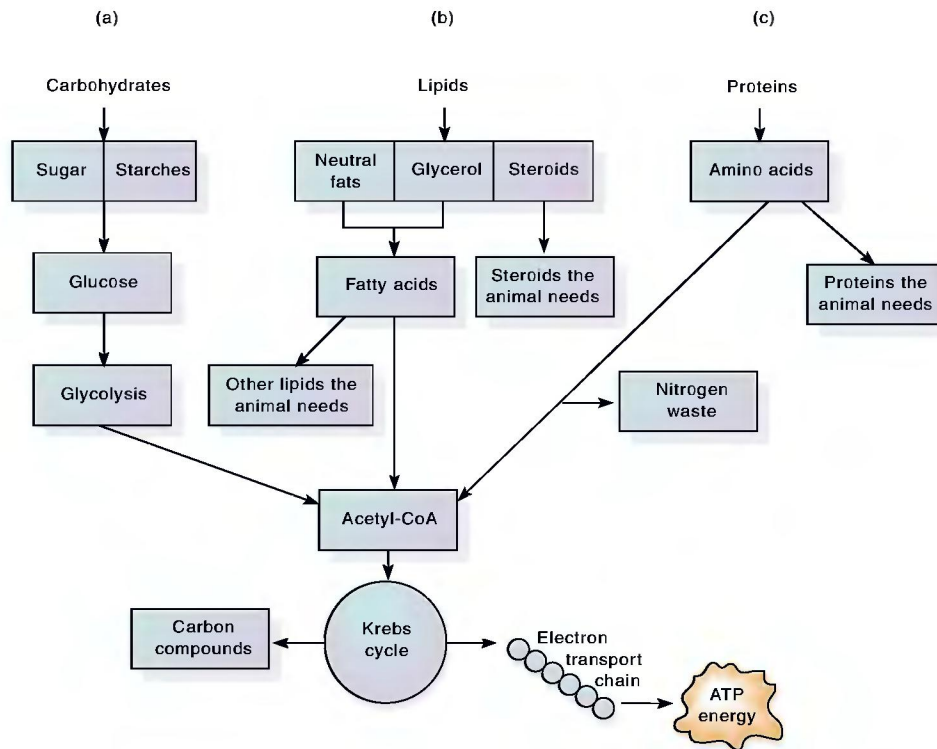 (a)
(b)
(c)
Carbohydrates
Lipids
Proteins
Sugar
Starches
Neutral
fats
Glycerol
Steroids
Amino acids
Glucose
Fatty acids
Steroids the
animal needs
Proteins the
animal needs
Glycolysis
Other lipids the
animal needs
Nitrogen
waste
Acetyl-CoA
Carbon
compounds
Krebs
cycle
Electron
transport
chain
ATP
energy